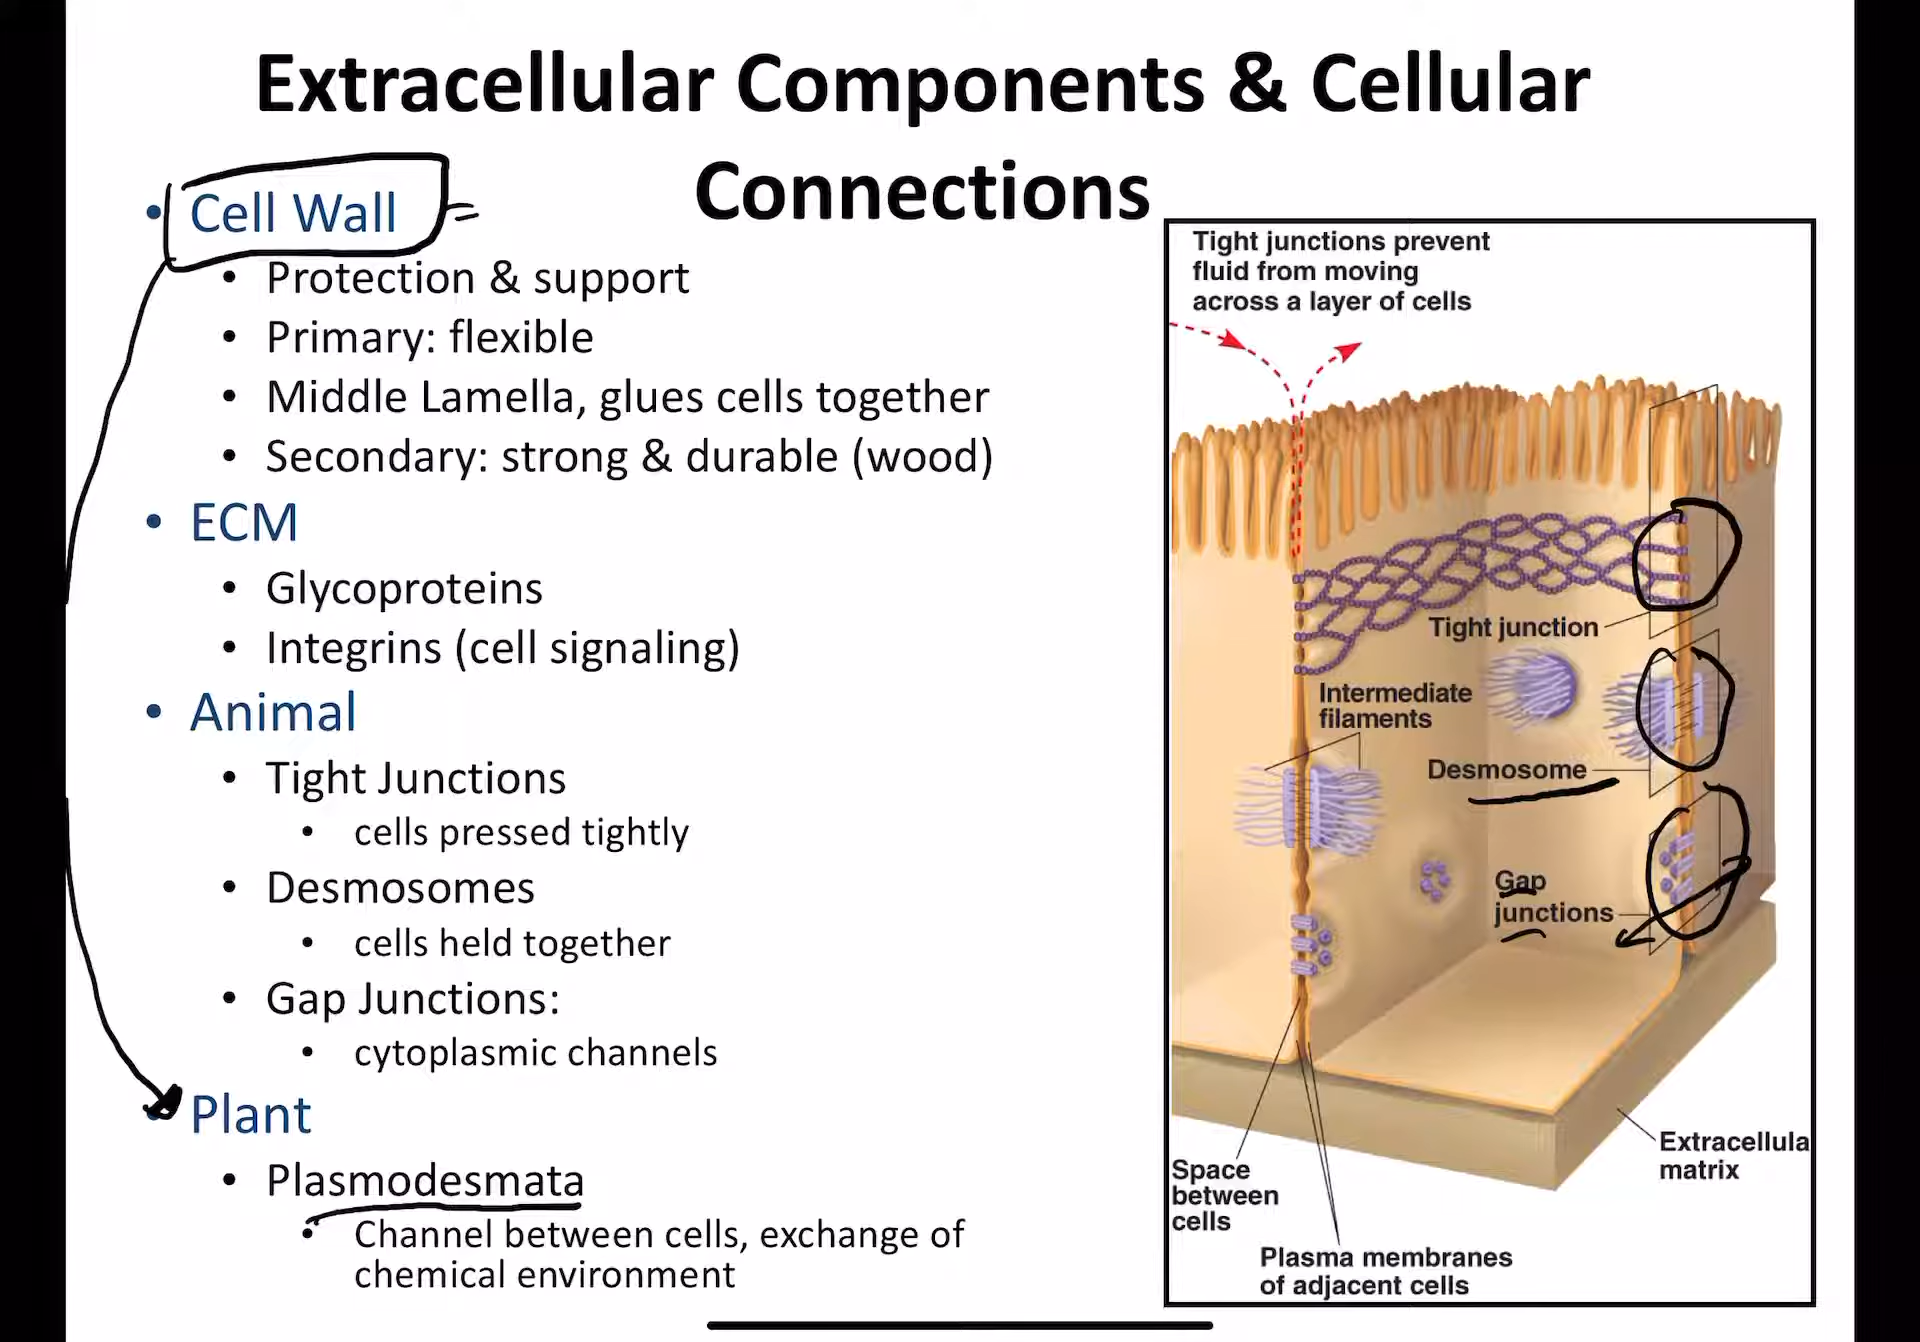 Extracellular Components & Cellular
Connections
• Cell Wall
• Protection & support
• Primary: flexible
• Middle Lamella, glues cells together
• Secondary: strong & durable (wood)
• ECM
• Glycoproteins
• Integrins (cell signaling)
• Animal
• Tight Junctions
• cells pressed tightly
• Desmosomes
• cells held together
• Gap Junctions:
• cytoplasmic channels
• Plant
• Plasmodesmata
• Channel between cells, exchange of
chemical environment
Tight junctions prevent
fluid from moving
across a layer of cells
Tight junction
Intermediate
filaments
Desmosome
Gap
junctions
Extracellula
matrix
Space
between
cells
Plasma membranes
of adjacent cells